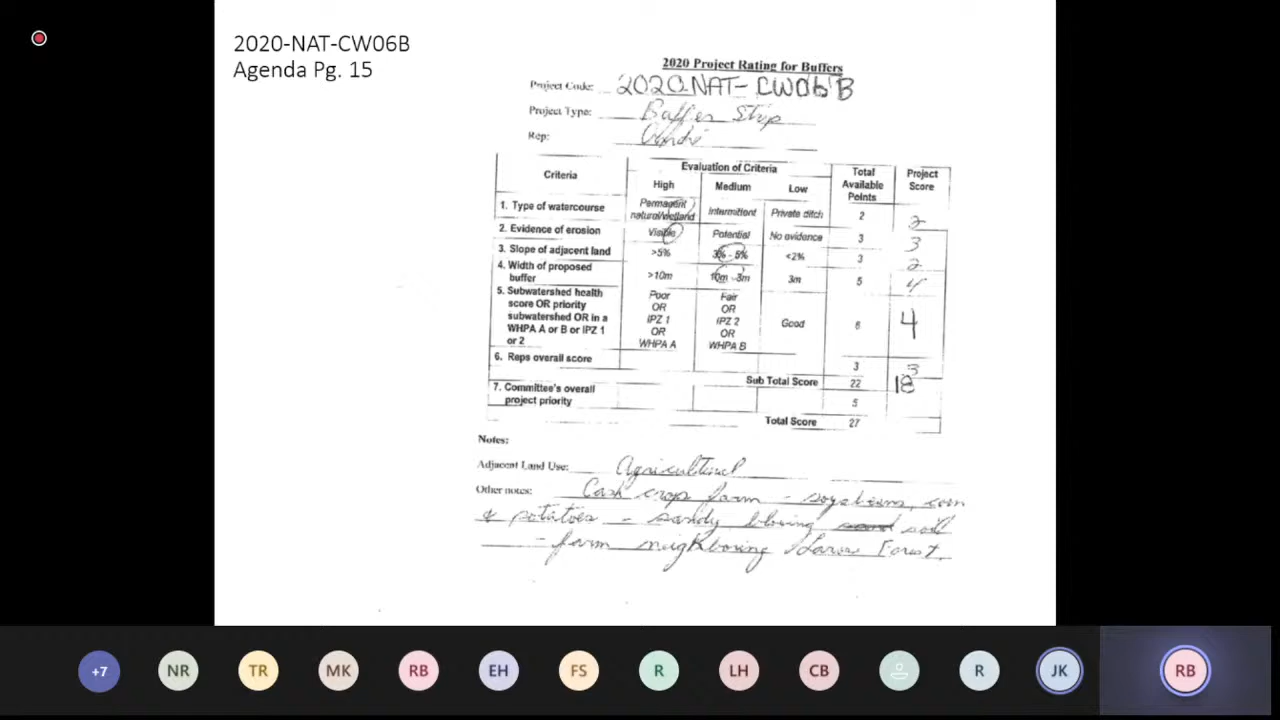 2020-NAT-CW06B
Agenda Pg. 15
2020 Project Rating for Buffers
Project Code: 2020NAT-CW06B
Project Type: Buffer Strip
Rep:
Criteria
Evaluation of Criteria
High
Medium
Low
Total Available Points
Project Score
1. Type of watercourse
Permanent natural/wetland
Intermittent
Private ditch
2
2
2. Evidence of erosion
Visible
Potential
No evidence
3
3
3. Slope of adjacent land
>5%
3% - 5%
<2%
3
2
4. Width of proposed buffer
>10m
10m - 3m
3m
5
4
5. Subwatershed health score OR priority subwatershed OR in a WHPA A or B or IPZ 1 or 2
Poor OR IPZ 1 OR WHPA A
Fair OR IPZ 2 OR WHPA B
Good
6
4
6. Reps overall score
3
3
Sub Total Score
22
18
7. Committee's overall project priority
5
Total Score
27
Notes:
Adjacent Land Use: Agricultural
Other notes: Cash crop farm - soybeans, corn
& potatoes - sandy blowing soil
- farm neighboring Larose Forest
+7
NR
TR
MK
RB
EH
FS
R
LH
CB
R
JK
RB